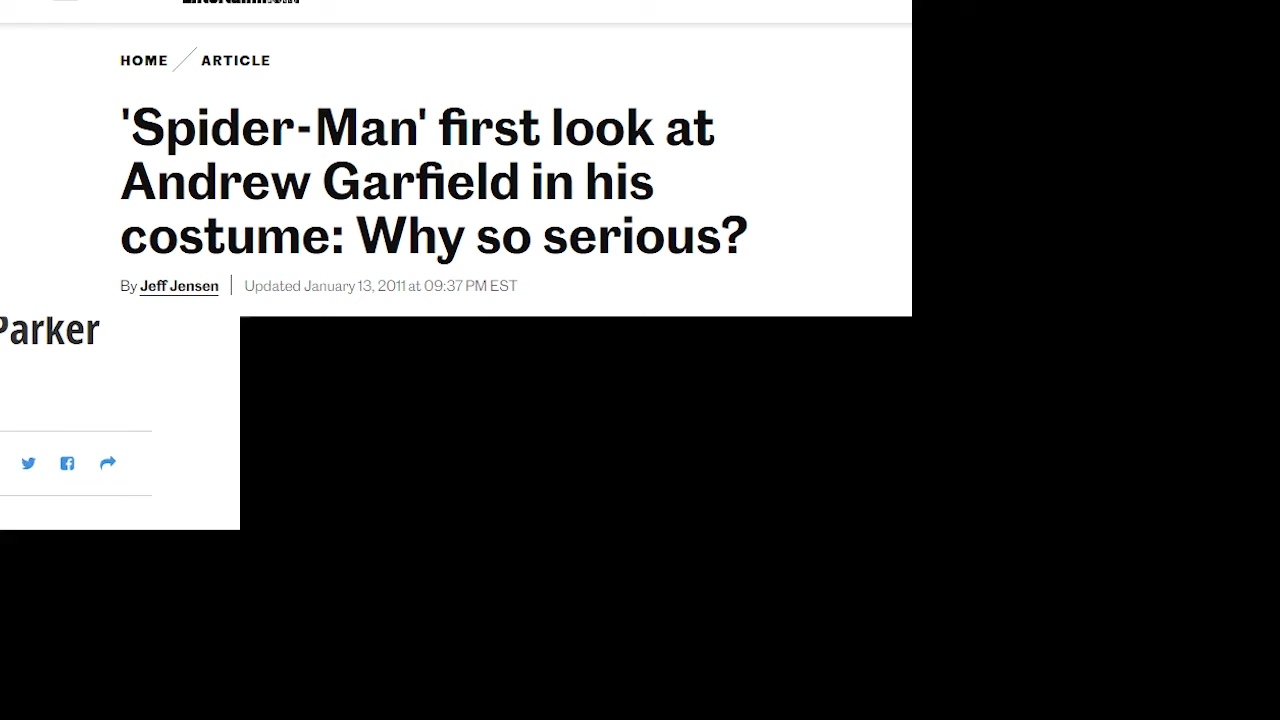 HOME / ARTICLE
'Spider-Man' first look at
Andrew Garfield in his
costume: Why so serious?
By Jeff Jensen | Updated January 13, 2011 at 09:37 PM EST
Parker